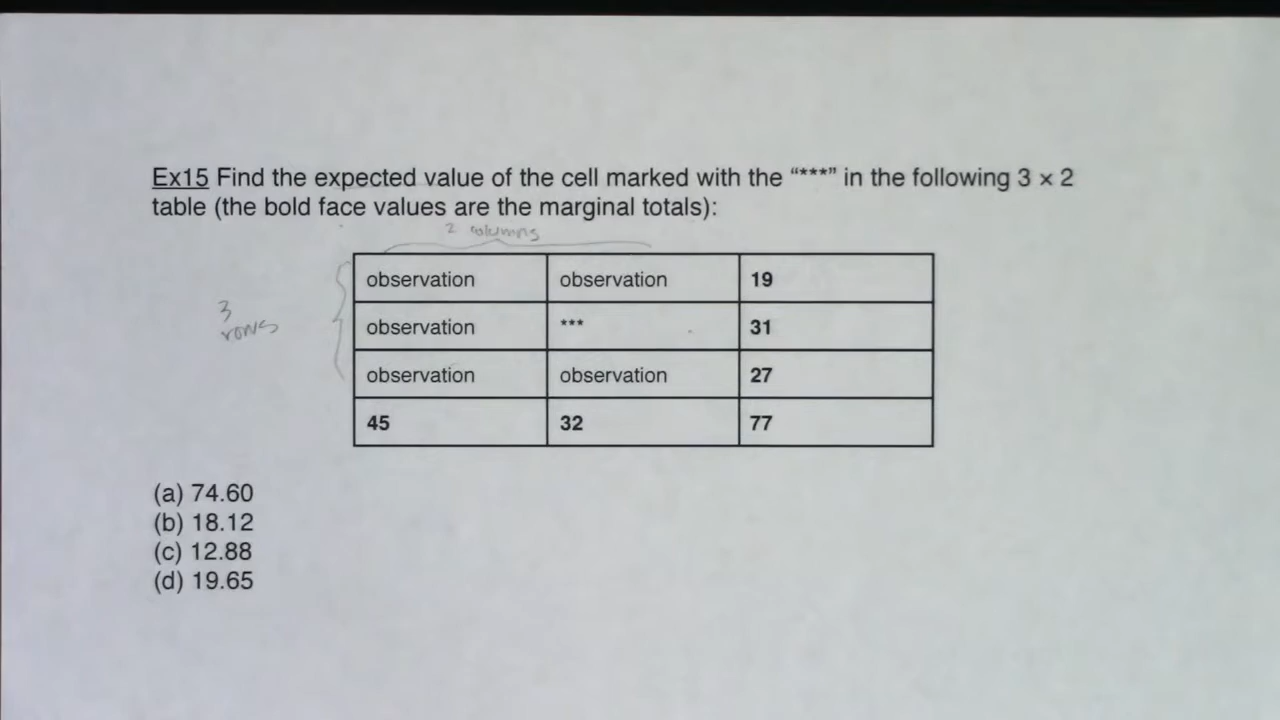 Ex15 Find the expected value of the cell marked with the “***” in the following 3 × 2
table (the bold face values are the marginal totals):
2 columns
observation observation 19
3
rows
observation *** 31
observation observation 27
45 32 77
(a) 74.60
(b) 18.12
(c) 12.88
(d) 19.65